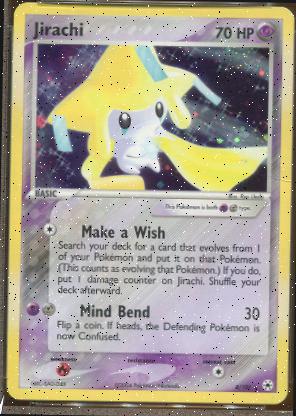 Jirachi 70 HP
BASIC
This Pokémon is both type.
Make a Wish
Search your deck for a card that evolves from 1
of your Pokémon and put it on that Pokémon.
(This counts as evolving that Pokémon.) If you do,
put 1 damage counter on Jirachi. Shuffle your
deck afterward.
Mind Bend 30
Flip a coin. If heads, the Defending Pokémon is
now Confused.
weakness resistance retreat cost